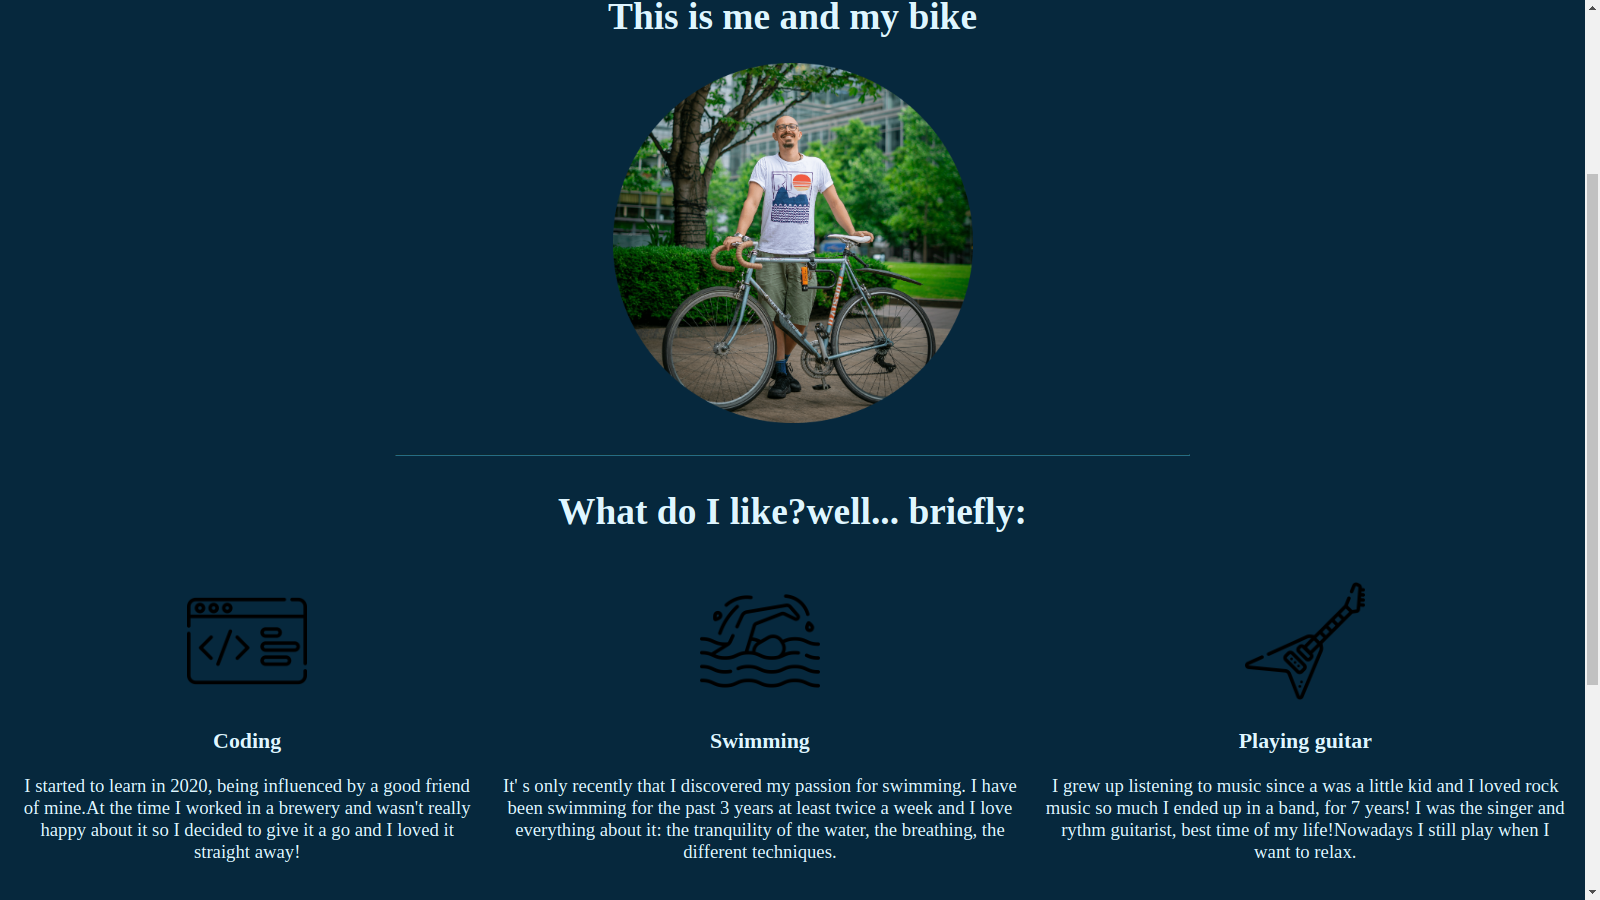 This is me and my bike
What do I like?well... briefly:
Coding
I started to learn in 2020, being influenced by a good friend
of mine.At the time I worked in a brewery and wasn't really
happy about it so I decided to give it a go and I loved it
straight away!
Swimming
It' s only recently that I discovered my passion for swimming. I have
been swimming for the past 3 years at least twice a week and I love
everything about it: the tranquility of the water, the breathing, the
different techniques.
Playing guitar
I grew up listening to music since a was a little kid and I loved rock
music so much I ended up in a band, for 7 years! I was the singer and
rythm guitarist, best time of my life!Nowadays I still play when I
want to relax.